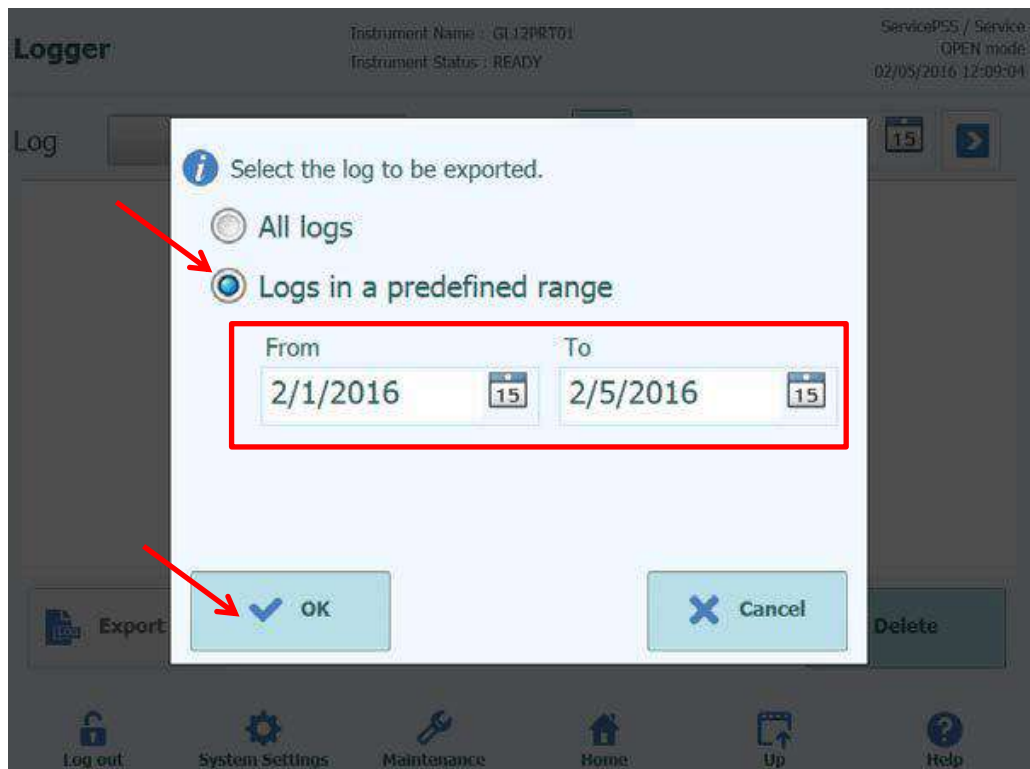 Logger
Instrument Name : GL12PRT01
Instrument Status : READY
ServicePSS / Service
OPEN mode
02/05/2016 12:09:04
Log
15
Select the log to be exported.
All logs
Logs in a predefined range
From To
2/1/2016 15 2/5/2016 15
OK Cancel
LOG Export Delete
Log out System Settings Maintenance Home Up Help